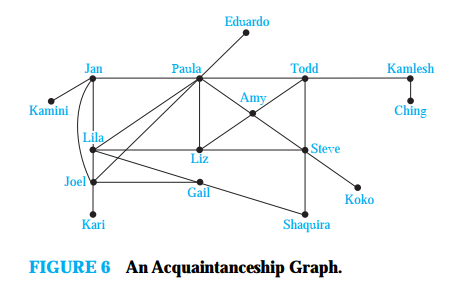 Eduardo
Jan Paula Todd Kamlesh
Kamini Amy Ching
Lila Liz Steve
Joel Gail Koko
Kari Shaquira
FIGURE 6 An Acquaintanceship Graph.